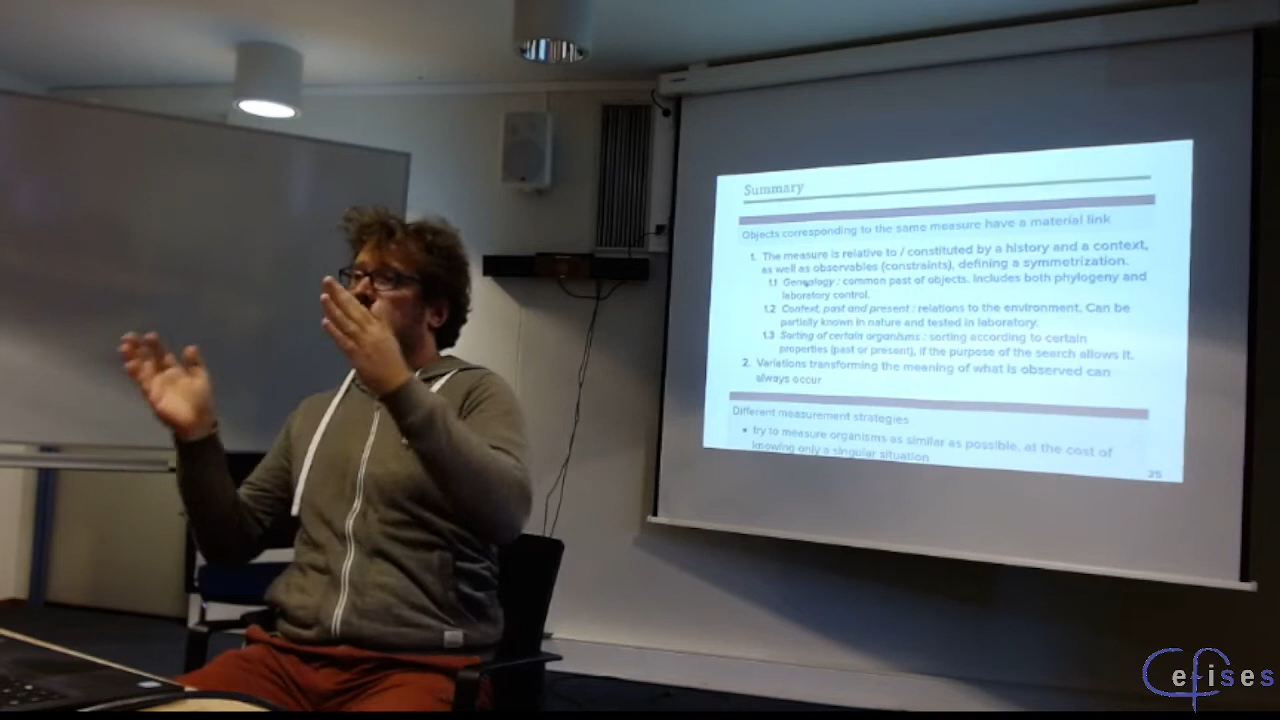 Summary
Objects corresponding to the same measure have a material link
1. The measure is relative to / constituted by a history and a context,
as well as observables (constraints), defining a symmetrization.
1.1 Genealogy : common past of objects. Includes both phylogeny and
laboratory control.
1.2 Context, past and present : relations to the environment. Can be
partially known in nature and tested in laboratory.
1.3 Sorting of certain organisms : sorting according to certain
properties (past or present), if the purpose of the search allows it.
2. Variations transforming the meaning of what is observed can
always occur
Different measurement strategies
• try to measure organisms as similar as possible, at the cost of
knowing only a singular situation
25
Cefises